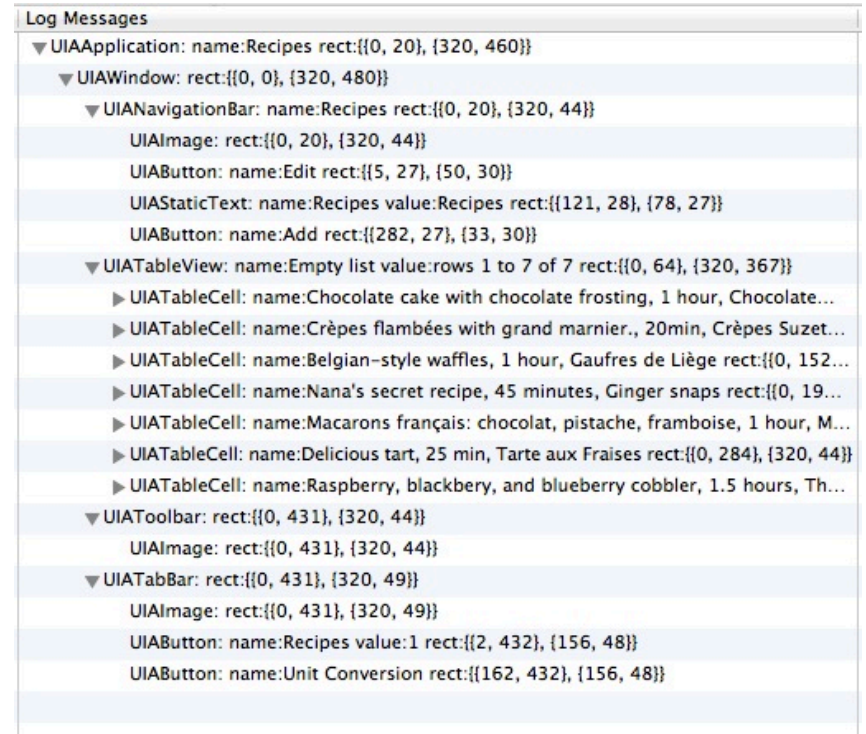 Log Messages
UIAApplication: name:Recipes rect:{{0, 20}, {320, 460}}
UIAWindow: rect:{{0, 0}, {320, 480}}
UIANavigationBar: name:Recipes rect:{{0, 20}, {320, 44}}
UIAImage: rect:{{0, 20}, {320, 44}}
UIAButton: name:Edit rect:{{5, 27}, {50, 30}}
UIAStaticText: name:Recipes value:Recipes rect:{{121, 28}, {78, 27}}
UIAButton: name:Add rect:{{282, 27}, {33, 30}}
UIATableView: name:Empty list value:rows 1 to 7 of 7 rect:{{0, 64}, {320, 367}}
UIATableCell: name:Chocolate cake with chocolate frosting, 1 hour, Chocolate...
UIATableCell: name:Crèpes flambées with grand marnier., 20min, Crèpes Suzet...
UIATableCell: name:Belgian-style waffles, 1 hour, Gaufres de Liège rect:{{0, 152...
UIATableCell: name:Nana's secret recipe, 45 minutes, Ginger snaps rect:{{0, 19...
UIATableCell: name:Macarons français: chocolat, pistache, framboise, 1 hour, M...
UIATableCell: name:Delicious tart, 25 min, Tarte aux Fraises rect:{{0, 284}, {320, 44}}
UIATableCell: name:Raspberry, blackbery, and blueberry cobbler, 1.5 hours, Th...
UIAToolbar: rect:{{0, 431}, {320, 44}}
UIAImage: rect:{{0, 431}, {320, 44}}
UIATabBar: rect:{{0, 431}, {320, 49}}
UIAImage: rect:{{0, 431}, {320, 49}}
UIAButton: name:Recipes value:1 rect:{{2, 432}, {156, 48}}
UIAButton: name:Unit Conversion rect:{{162, 432}, {156, 48}}